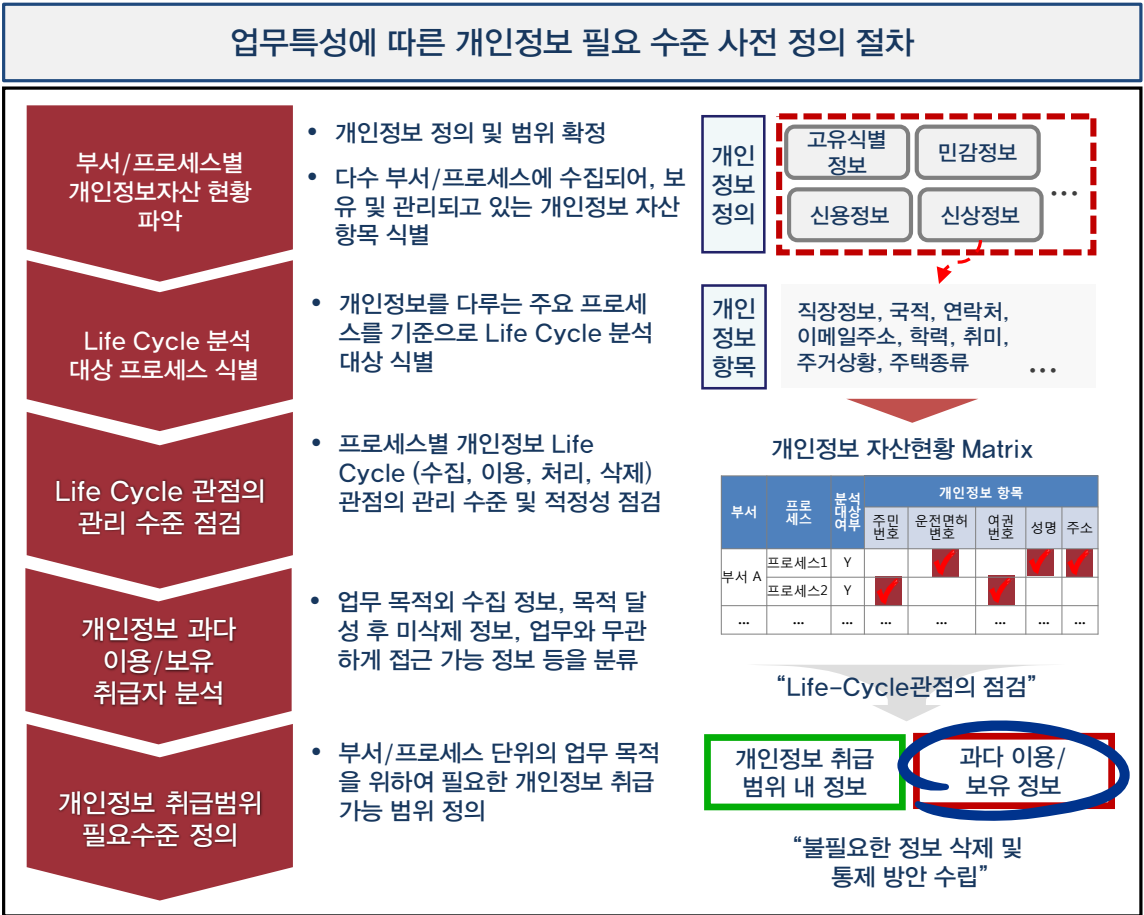 업무특성에 따른 개인정보 필요 수준 사전 정의 절차
부서/프로세스별
개인정보자산 현황
파악
• 개인정보 정의 및 범위 확정
• 다수 부서/프로세스에 수집되어, 보
유 및 관리되고 있는 개인정보 자산
항목 식별
Life Cycle 분석
대상 프로세스 식별
• 개인정보를 다루는 주요 프로세
스를 기준으로 Life Cycle 분석
대상 식별
Life Cycle 관점의
관리 수준 점검
• 프로세스별 개인정보 Life
Cycle (수집, 이용, 처리, 삭제)
관점의 관리 수준 및 적정성 점검
개인정보 과다
이용/보유
취급자 분석
• 업무 목적외 수집 정보, 목적 달
성 후 미삭제 정보, 업무와 무관
하게 접근 가능 정보 등을 분류
개인정보 취급범위
필요수준 정의
• 부서/프로세스 단위의 업무 목적
을 위하여 필요한 개인정보 취급
가능 범위 정의
개인
정보
정의
고유식별
정보
민감정보
신용정보
신상정보
...
개인
정보
항목
직장정보, 국적, 연락처,
이메일주소, 학력, 취미,
주거상황, 주택종류
...
개인정보 자산현황 Matrix
부서
프로
세스
분석
대상
여부
개인정보 항목
주민
번호
운전면허
변호
여권
번호
성명
주소
부서 A
프로세스1
Y
프로세스2
Y
... ... ... ... ... ... ... ...
“Life-Cycle관점의 점검”
개인정보 취급
범위 내 정보
과다 이용/
보유 정보
“불필요한 정보 삭제 및
통제 방안 수립”